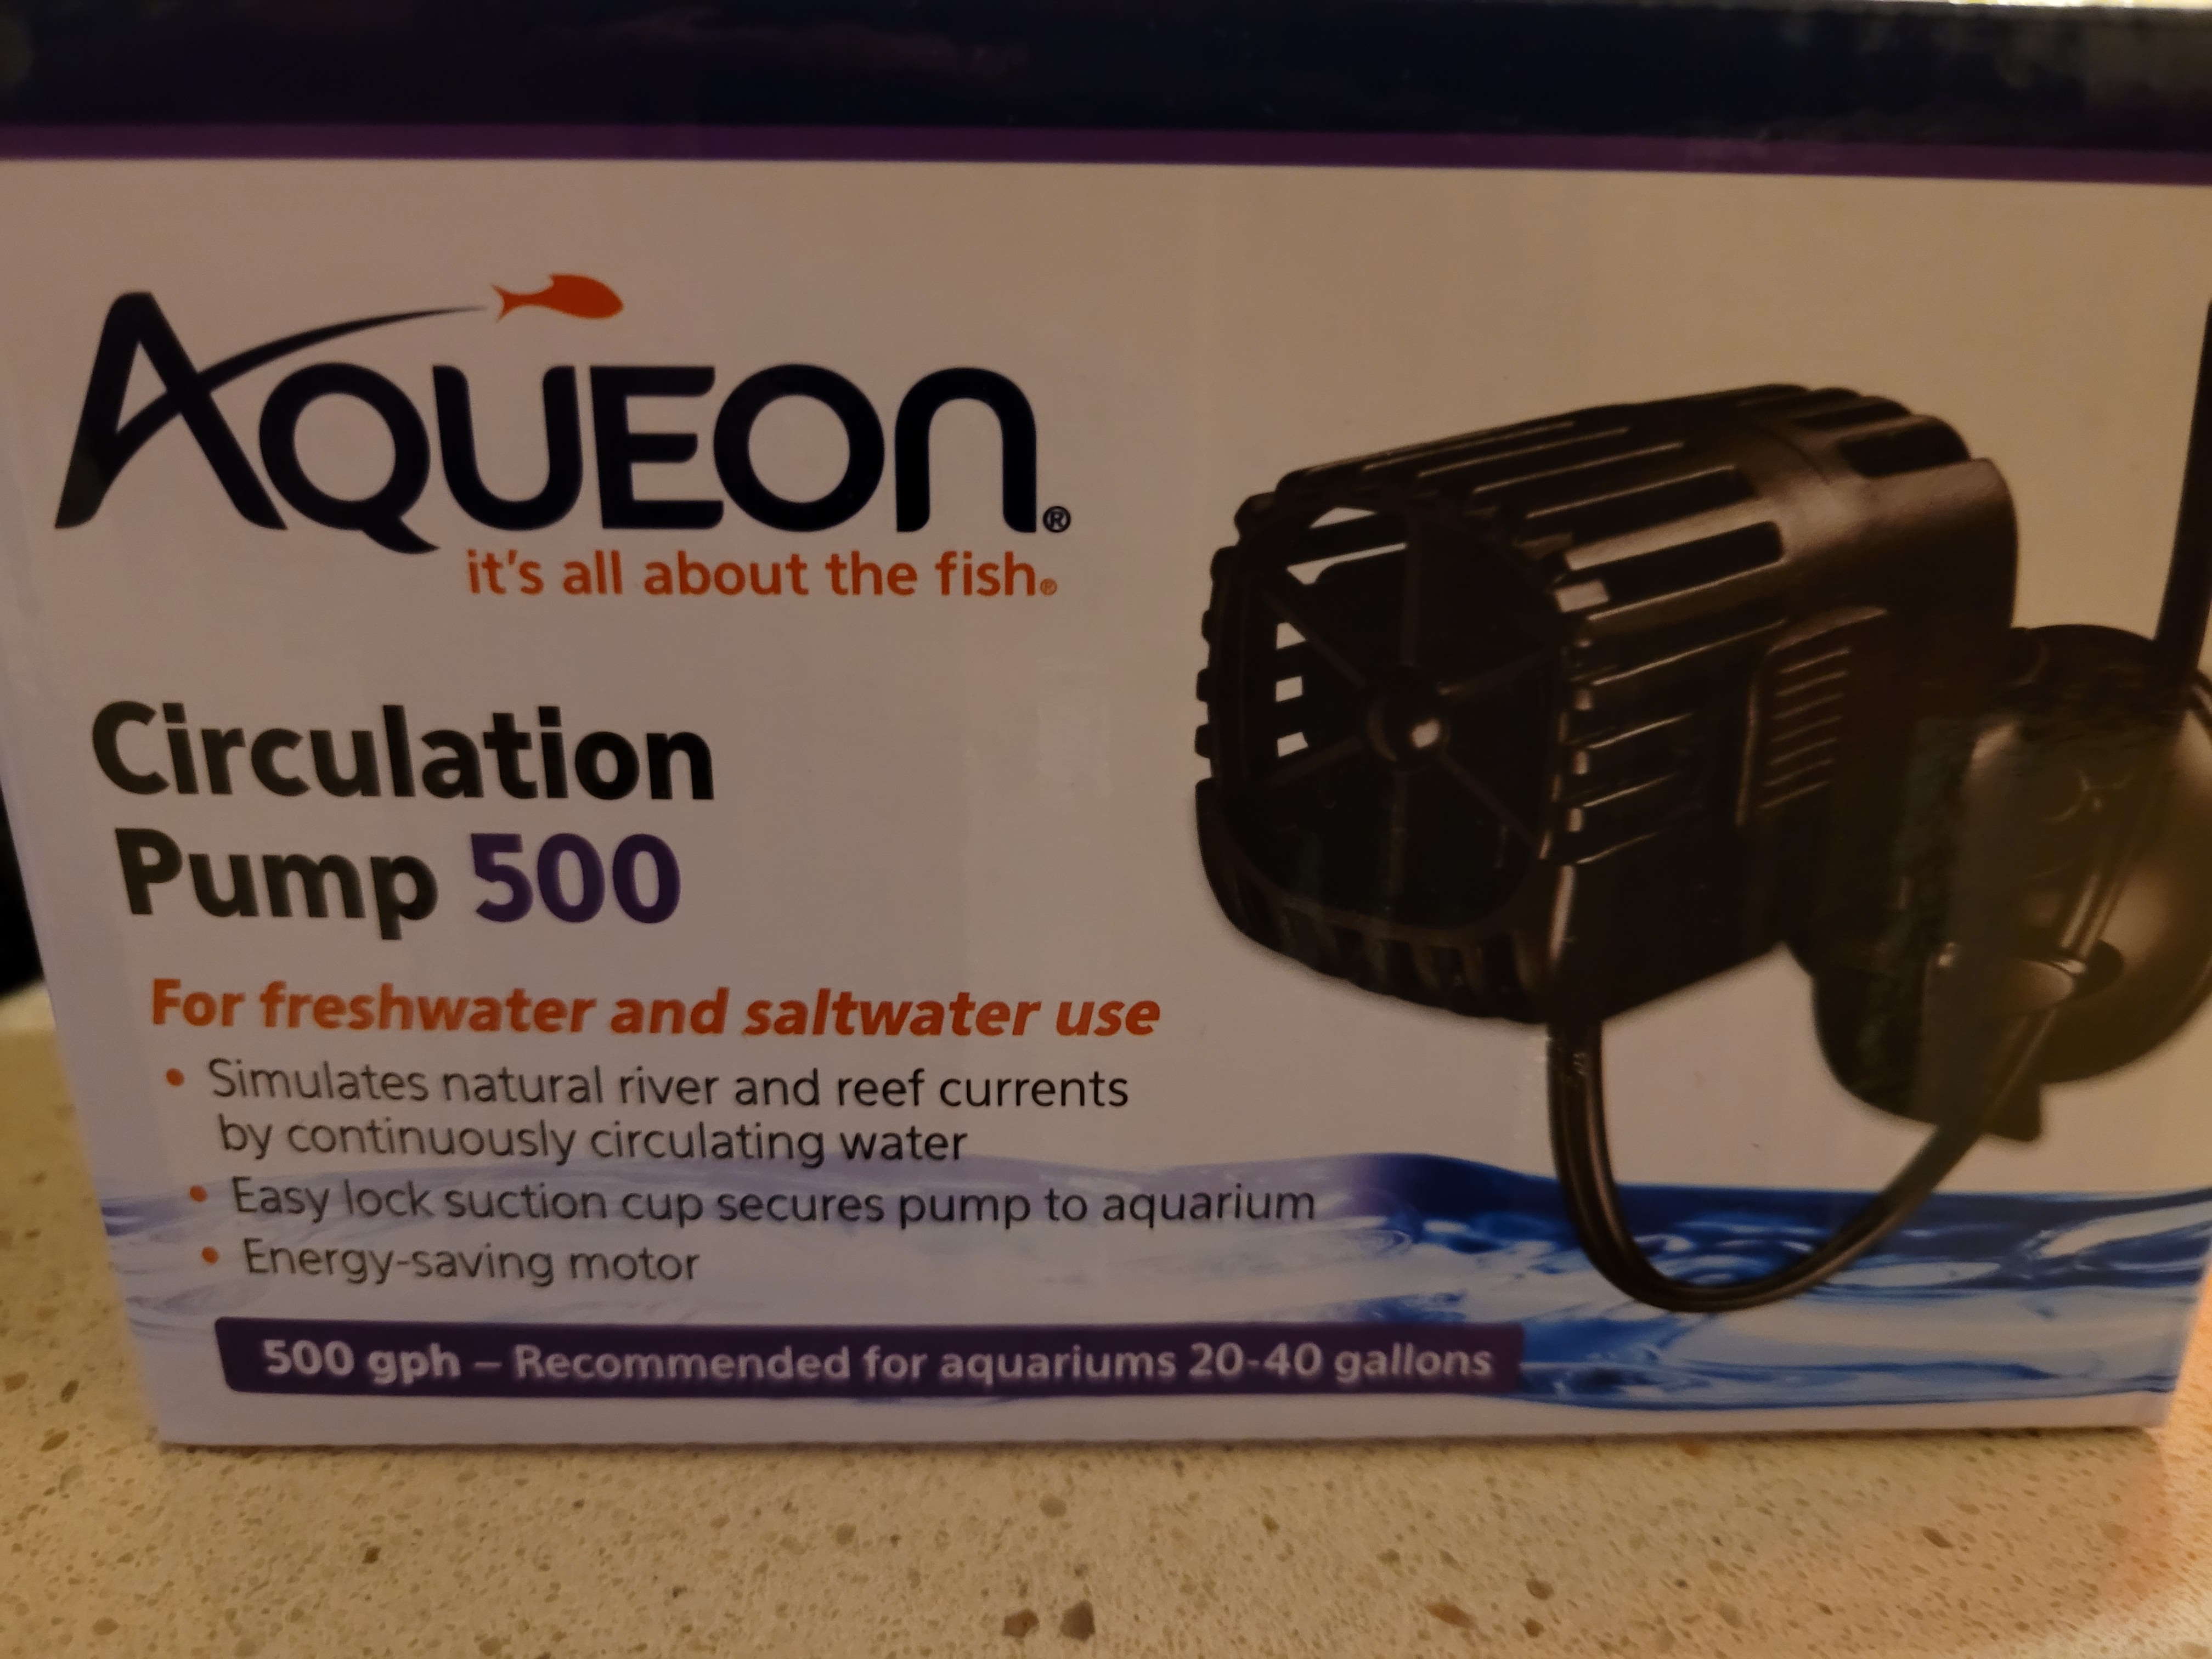 AQUEON®
it's all about the fish®
Circulation
Pump 500
For freshwater and saltwater use
• Simulates natural river and reef currents
by continuously circulating water
• Easy lock suction cup secures pump to aquarium
• Energy-saving motor
500 gph – Recommended for aquariums 20-40 gallons